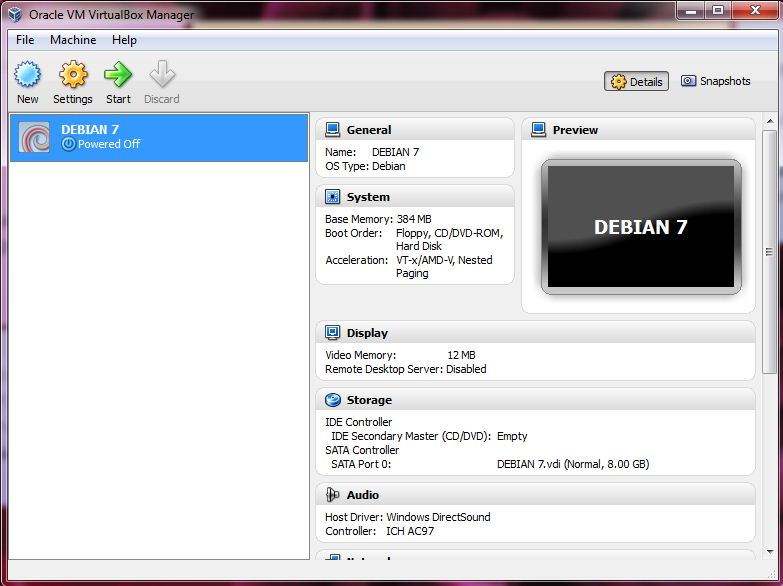 Oracle VM VirtualBox Manager
File Machine Help
New Settings Start Discard
Details Snapshots
DEBIAN 7
Powered Off
General
Name: DEBIAN 7
OS Type: Debian
System
Base Memory: 384 MB
Boot Order: Floppy, CD/DVD-ROM,
Hard Disk
Acceleration: VT-x/AMD-V, Nested
Paging
Preview
DEBIAN 7
Display
Video Memory: 12 MB
Remote Desktop Server: Disabled
Storage
IDE Controller
IDE Secondary Master (CD/DVD): Empty
SATA Controller
SATA Port 0: DEBIAN 7.vdi (Normal, 8.00 GB)
Audio
Host Driver: Windows DirectSound
Controller: ICH AC97